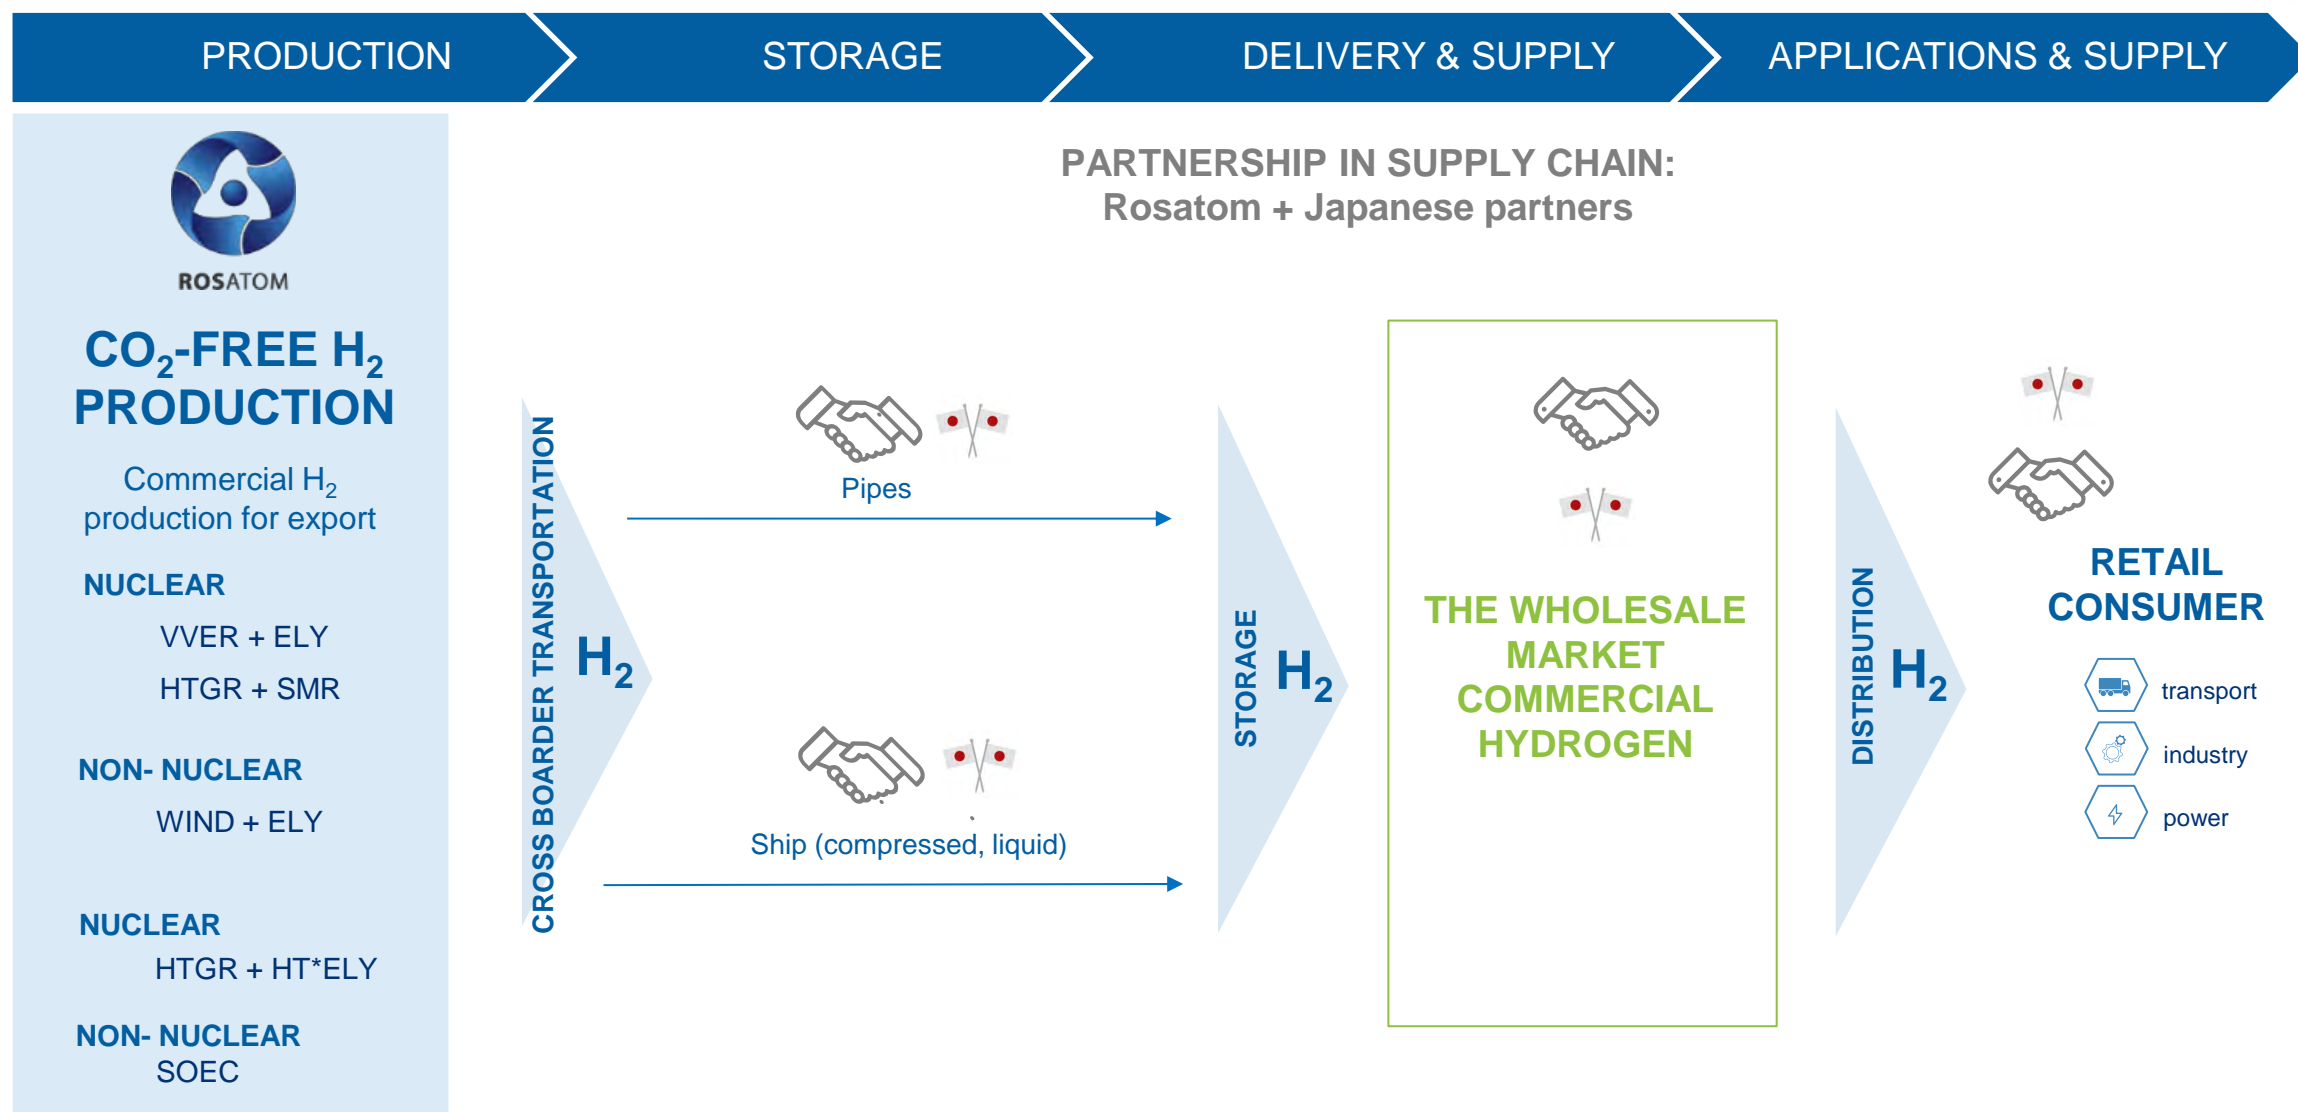 PRODUCTION
STORAGE
DELIVERY & SUPPLY
APPLICATIONS & SUPPLY
ROSATOM
CO₂-FREE H₂
PRODUCTION
Commercial H₂
production for export
NUCLEAR
VVER + ELY
HTGR + SMR
NON- NUCLEAR
WIND + ELY
NUCLEAR
HTGR + HT*ELY
NON- NUCLEAR
SOEC
PARTNERSHIP IN SUPPLY CHAIN:
Rosatom + Japanese partners
CROSS BOARDER TRANSPORTATION
H₂
Pipes
Ship (compressed, liquid)
STORAGE
H₂
THE WHOLESALE
MARKET
COMMERCIAL
HYDROGEN
DISTRIBUTION
H₂
RETAIL
CONSUMER
transport
industry
power